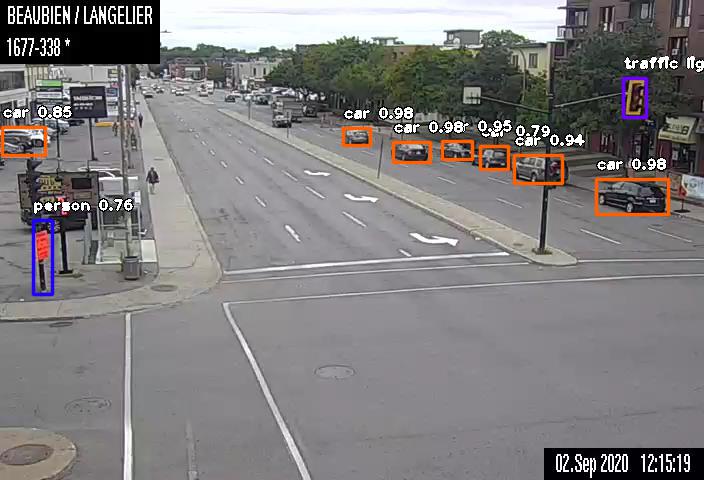 BEAUBIEN / LANGELIER
1677-338 *
traffic lig
car 0.85
car 0.98
car 0.98
0.95
0.79
car 0.94
car 0.98
person 0.76
02.Sep 2020 12:15:19